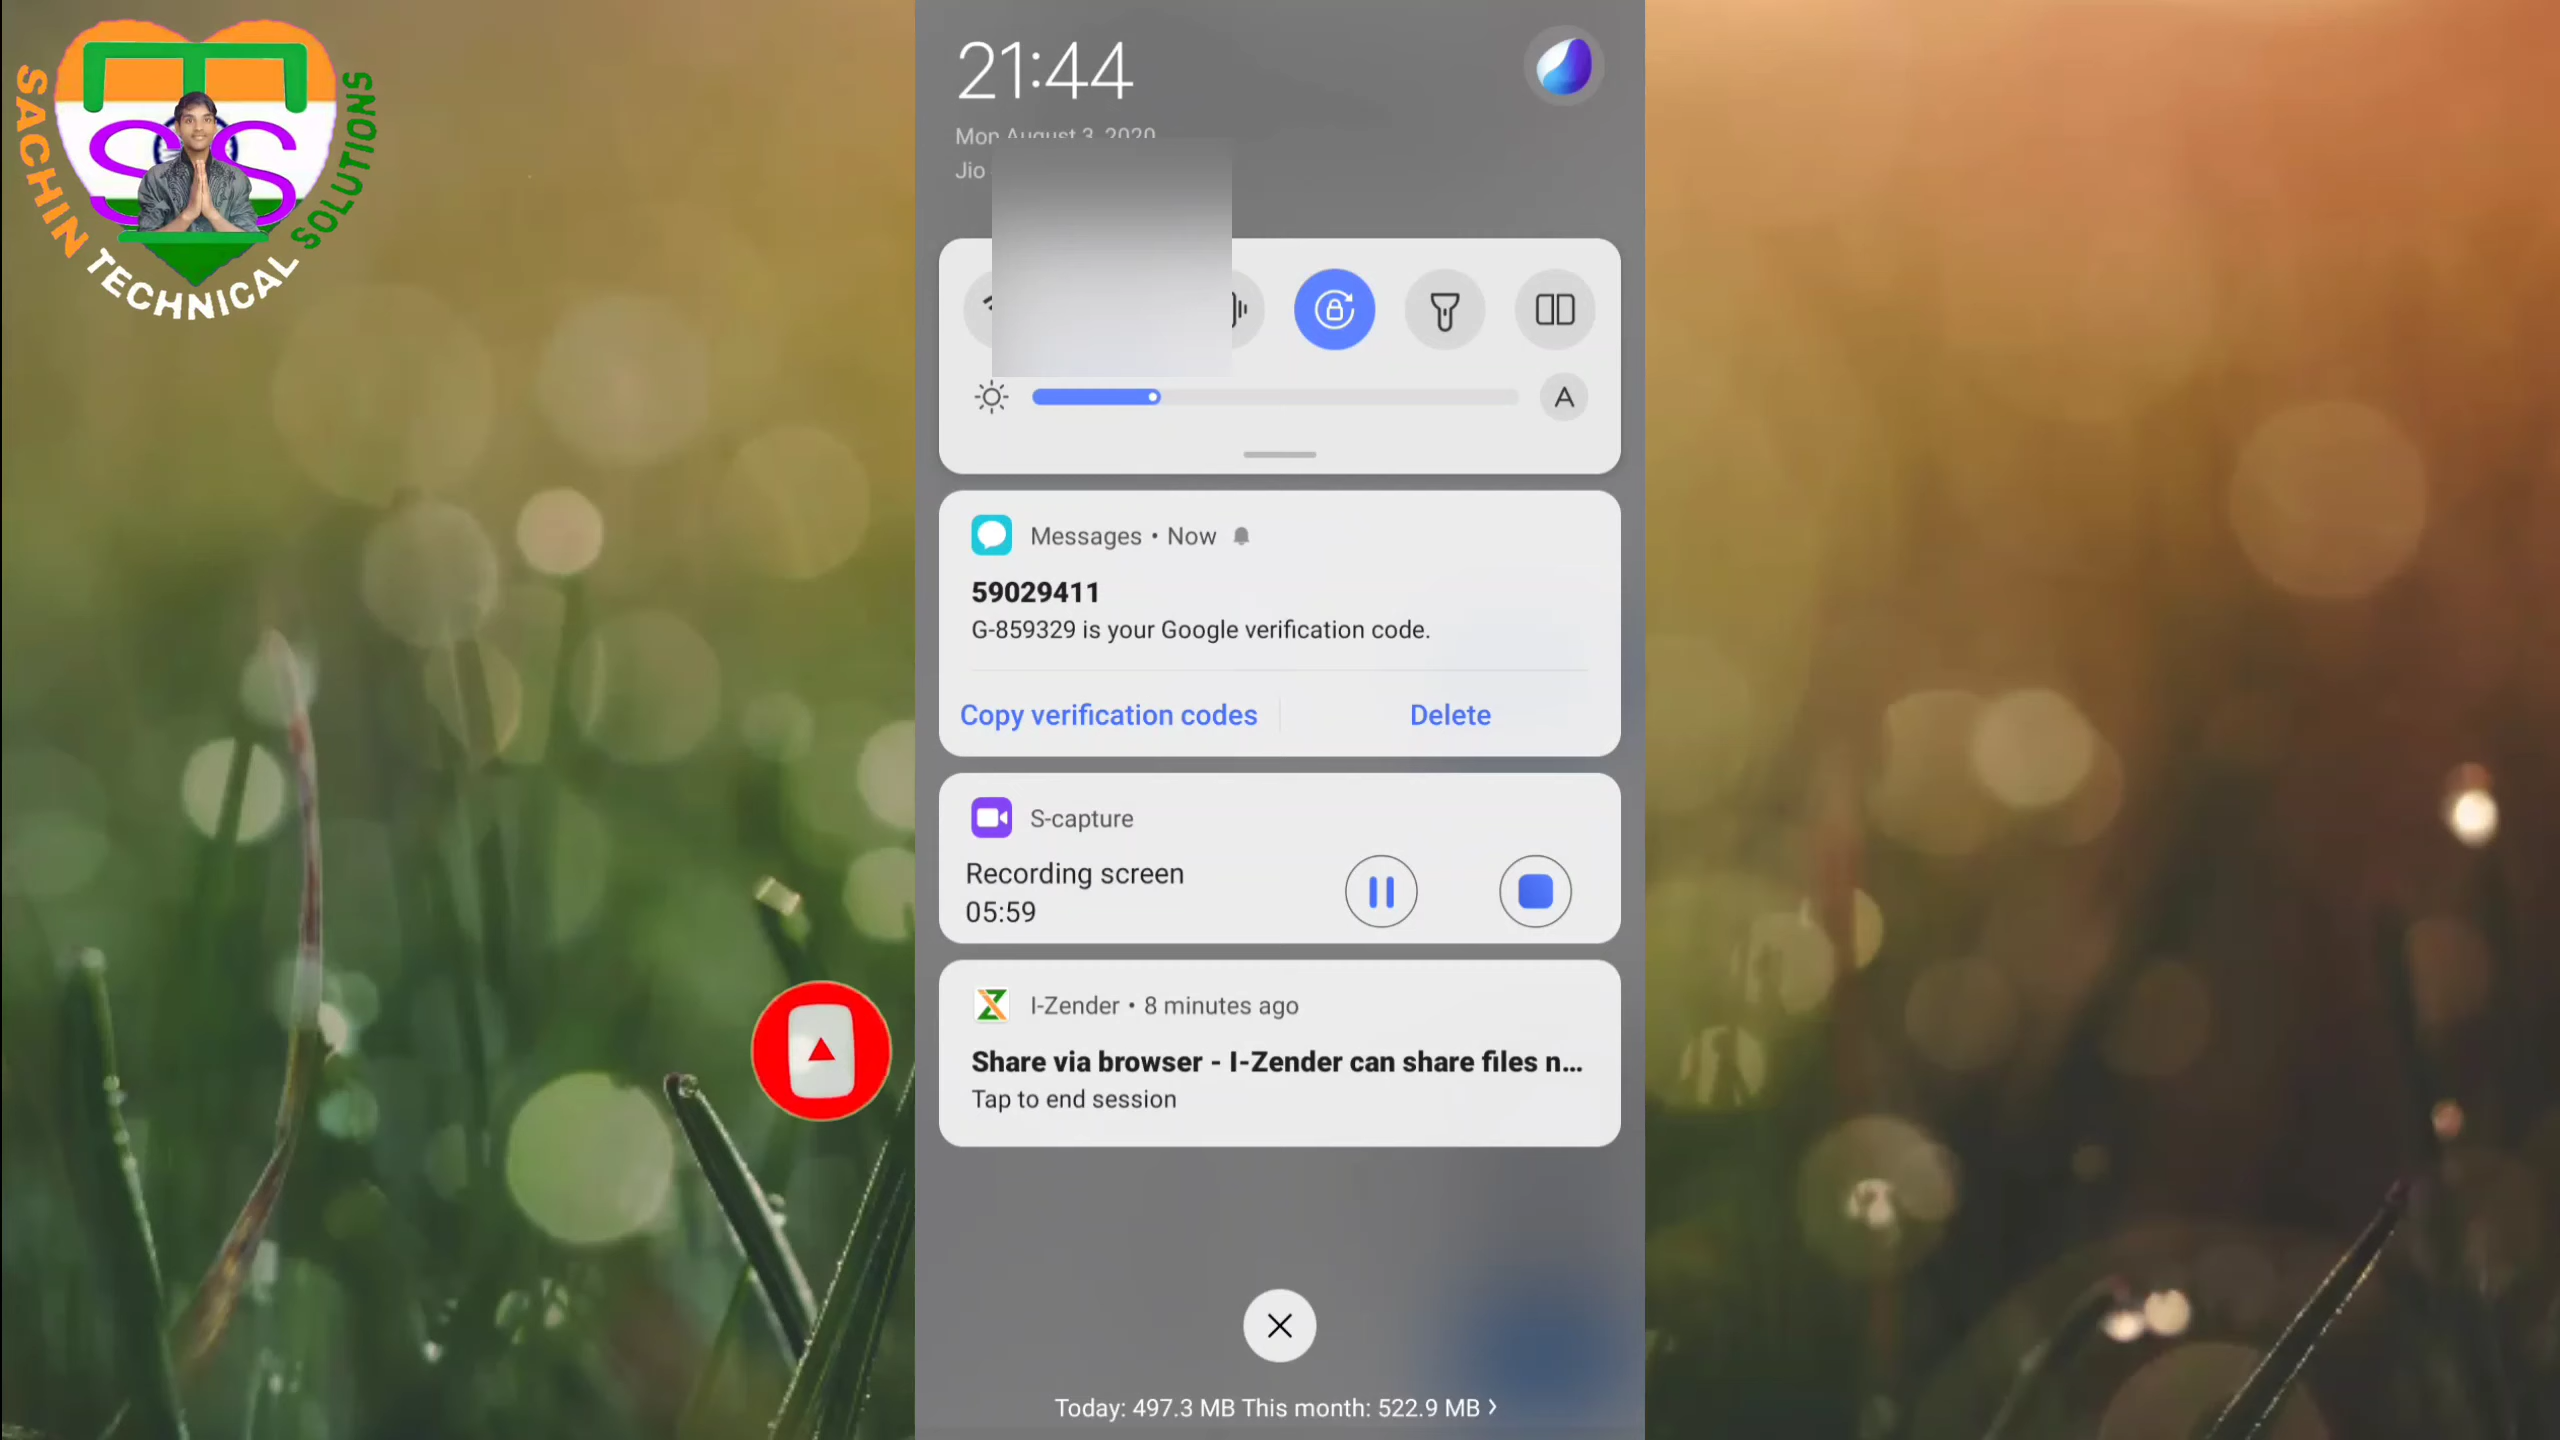 SACHIN TECHNICAL SOLUTIONS
SS
21:44
Mon August 3, 2020
Jio
A
Messages • Now
59029411
G-859329 is your Google verification code.
Copy verification codes
Delete
S-capture
Recording screen
05:59
I-Zender • 8 minutes ago
Share via browser - I-Zender can share files n...
Tap to end session
Today: 497.3 MB This month: 522.9 MB